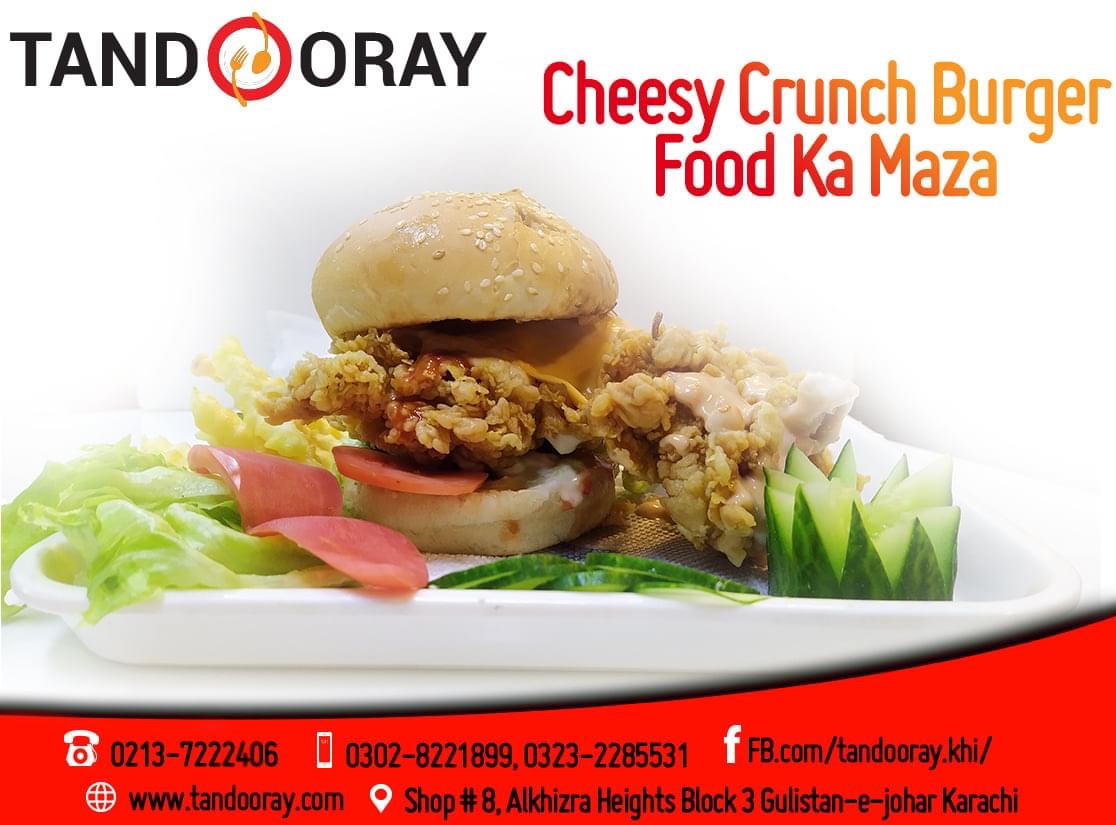 TANDOORAY
Cheesy Crunch Burger
Food Ka Maza
0213-7222406 0302-8221899, 0323-2285531 FB.com/tandooray.khi/
www.tandooray.com Shop # 8, Alkhizra Heights Block 3 Gulistan-e-johar Karachi